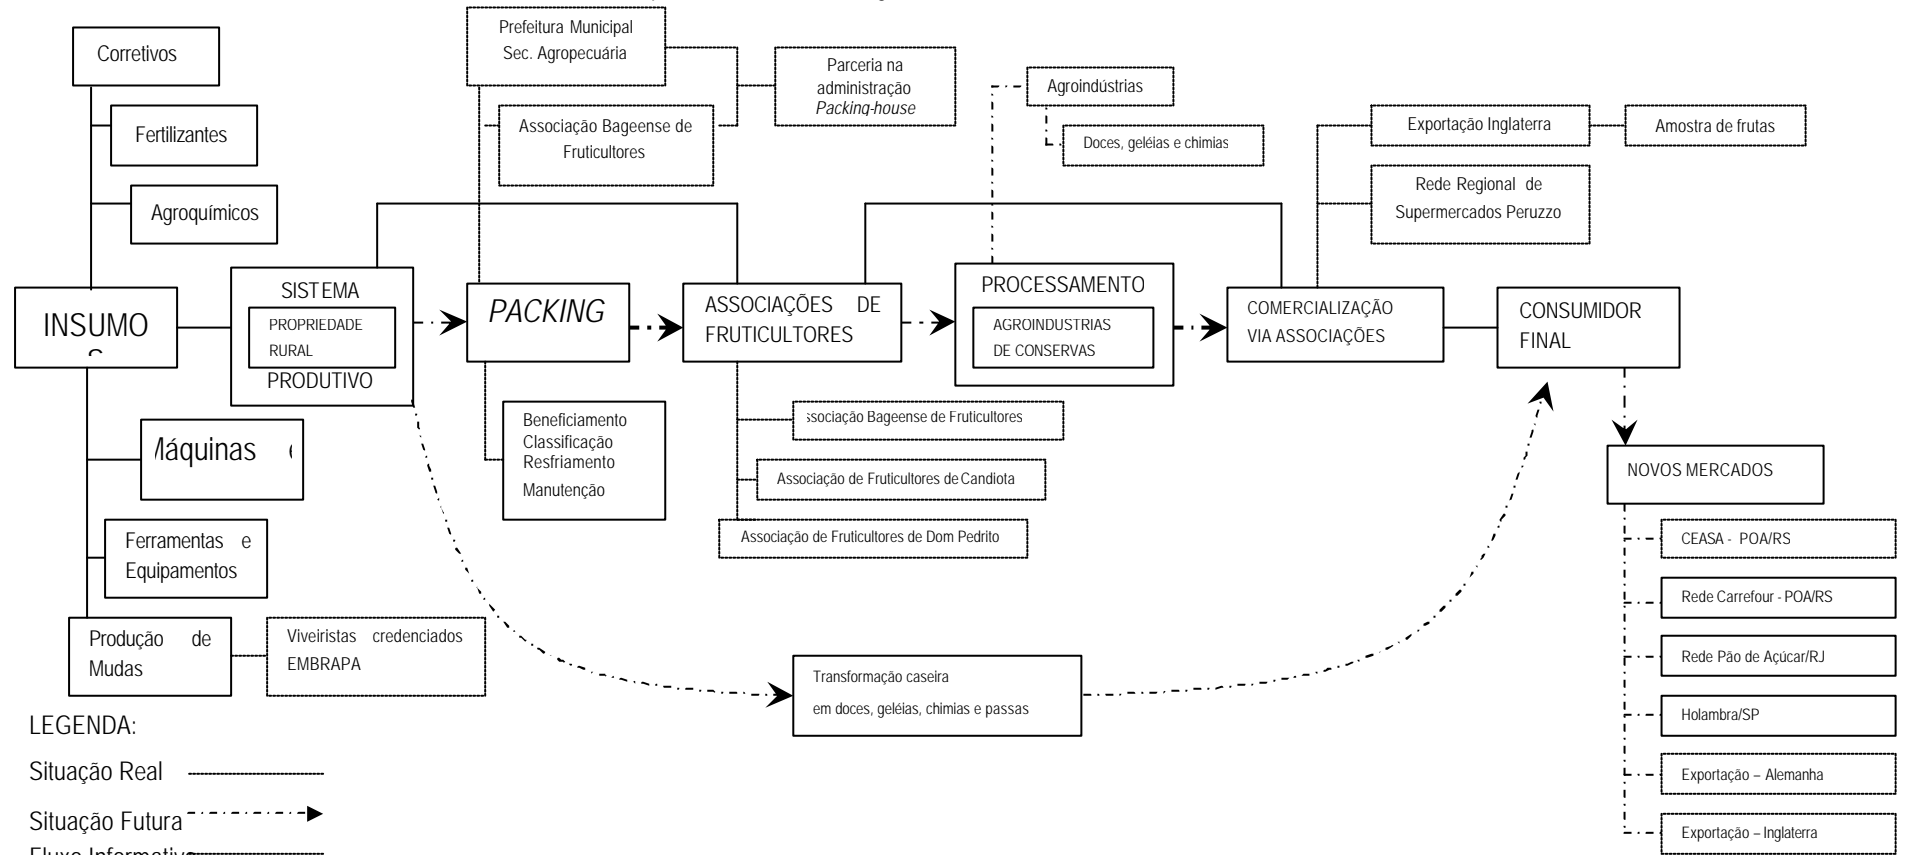 Corretivos
Fertilizantes
Agroquímicos
INSUMO
S
Máquinas e
Ferramentas e
Equipamentos
Produção de
Mudas
Viveiristas credenciados
EMBRAPA
SISTEMA
PROPRIEDADE
RURAL
PRODUTIVO
Prefeitura Municipal
Sec. Agropecuária
Associação Bageense de
Fruticultores
Parceria na
administração
Packing-house
PACKING
Beneficiamento
Classificação
Resfriamento
Manutenção
ASSOCIAÇÕES DE
FRUTICULTORES
ssociação Bageense de Fruticultores
Associação de Fruticultores de Candiota
Associação de Fruticultores de Dom Pedrito
Agroindústrias
Doces, geléias e chimias
PROCESSAMENTO
AGROINDUSTRIAS
DE CONSERVAS
Exportação Inglaterra
Amostra de frutas
Rede Regional de
Supermercados Peruzzo
COMERCIALIZAÇÃO
VIA ASSOCIAÇÕES
CONSUMIDOR
FINAL
NOVOS MERCADOS
CEASA - POA/RS
Rede Carrefour - POA/RS
Rede Pão de Açúcar/RJ
Holambra/SP
Exportação – Alemanha
Exportação – Inglaterra
Transformação caseira
em doces, geléias, chimias e passas
LEGENDA:
Situação Real
Situação Futura
Fluxo Informativo